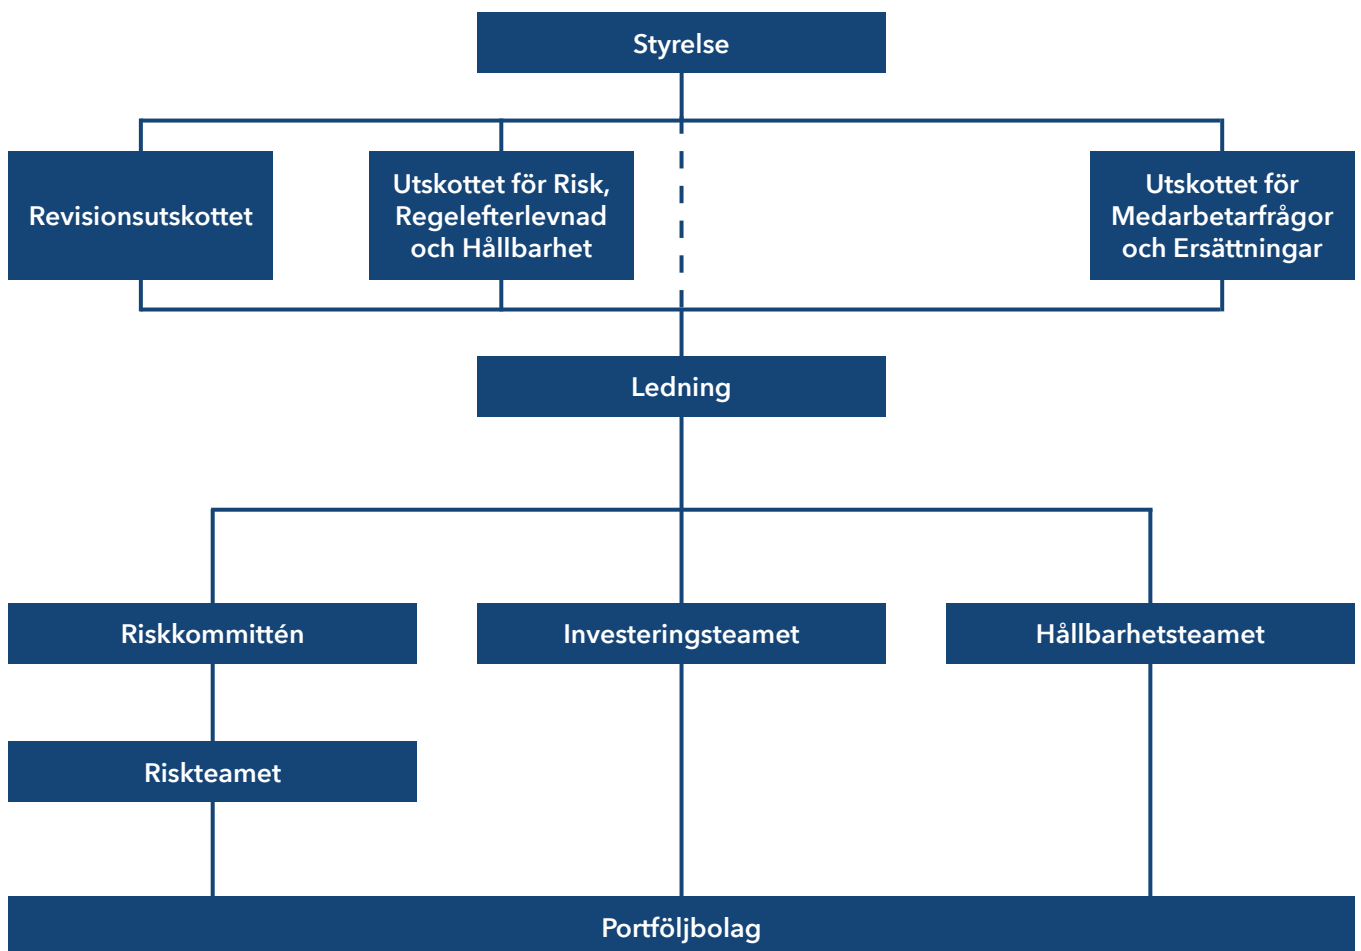 Styrelse
Revisionsutskottet
Utskottet för Risk,
Regelefterlevnad
och Hållbarhet
Utskottet för
Medarbetarfrågor
och Ersättningar
Ledning
Riskkommittén
Investeringsteamet
Hållbarhetsteamet
Riskteamet
Portföljbolag